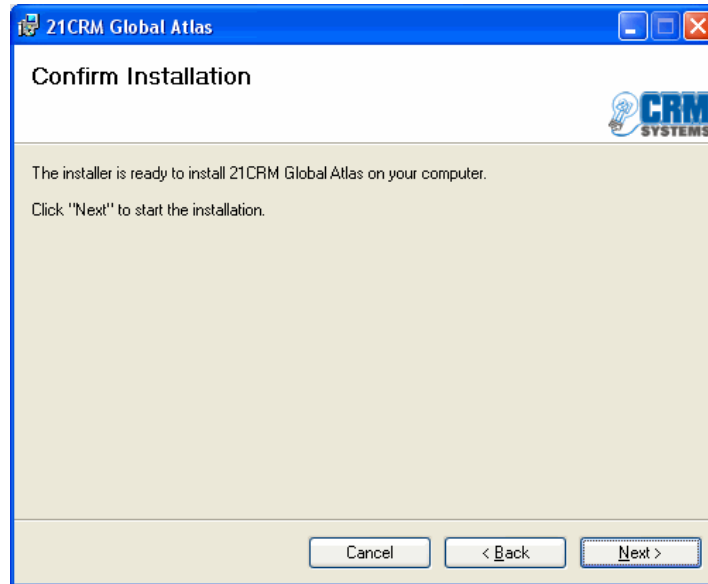 21CRM Global Atlas
Confirm Installation
CRM
SYSTEMS
The installer is ready to install 21CRM Global Atlas on your computer.
Click "Next" to start the installation.
Cancel
< Back
Next >